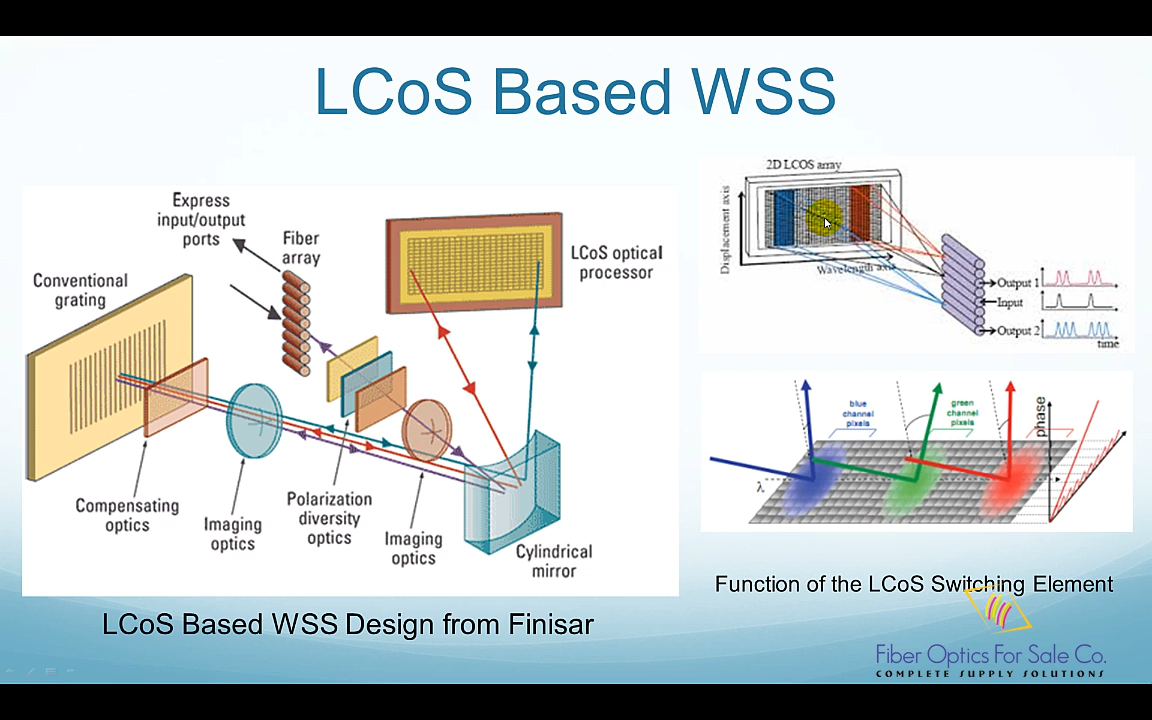 LCoS Based WSS
Express
input/output
ports
Fiber
array
Conventional
grating
LCoS optical
processor
Compensating
optics
Imaging
optics
Polarization
diversity
optics
Imaging
optics
Cylindrical
mirror
LCoS Based WSS Design from Finisar
2D LCOS array
Displacement axis
Wavelength axis
Output 1
Input
Output 2
time
blue
channel
pixels
green
channel
pixels
phase
λ
Function of the LCoS Switching Element
Fiber Optics For Sale Co.
COMPLETE SUPPLY SOLUTIONS